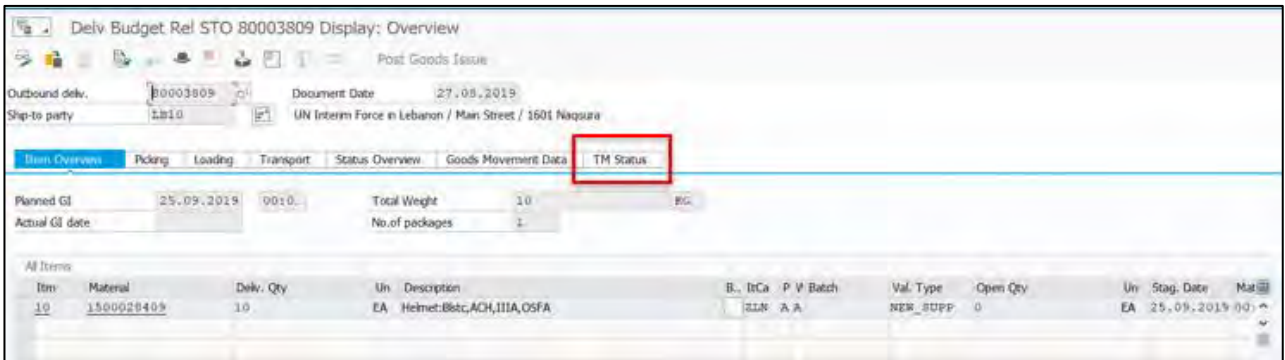 Delv Budget Rel STO 80003809 Display: Overview
Post Goods Issue
Outbound delv. 80003809 Document Date 27.08.2019
Ship-to party LB10 UN Interim Force in Lebanon / Main Street / 1601 Naqoura
Item Overview Picking Loading Transport Status Overview Goods Movement Data TM Status
Planned GI 25.09.2019 00:0. Total Weight 10 KG
Actual GI date No.of packages 1
All Items
Itm Material Delv. Qty Un Description B.. ItCa P W Batch Val. Type Open Qty Un Stag. Date Mat
10 1500028409 10 EA Helmet:Blstc,ACH,IIIA,OSFA ZLN A A NEW_SUPP 0 EA 25.09.2019 00: